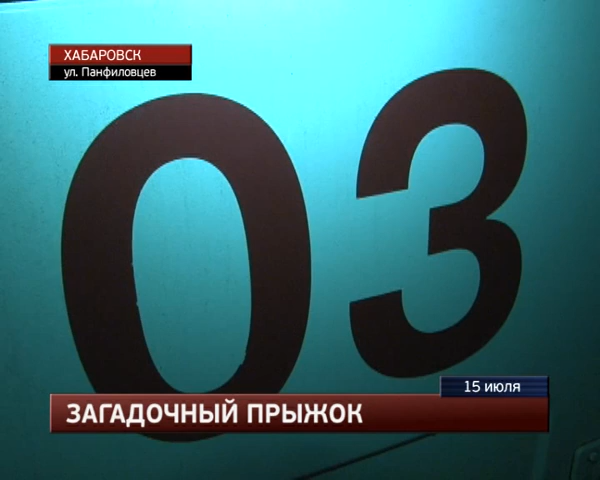 ХАБАРОВСК
ул. Панфиловцев
03
15 июля
ЗАГАДОЧНЫЙ ПРЫЖОК